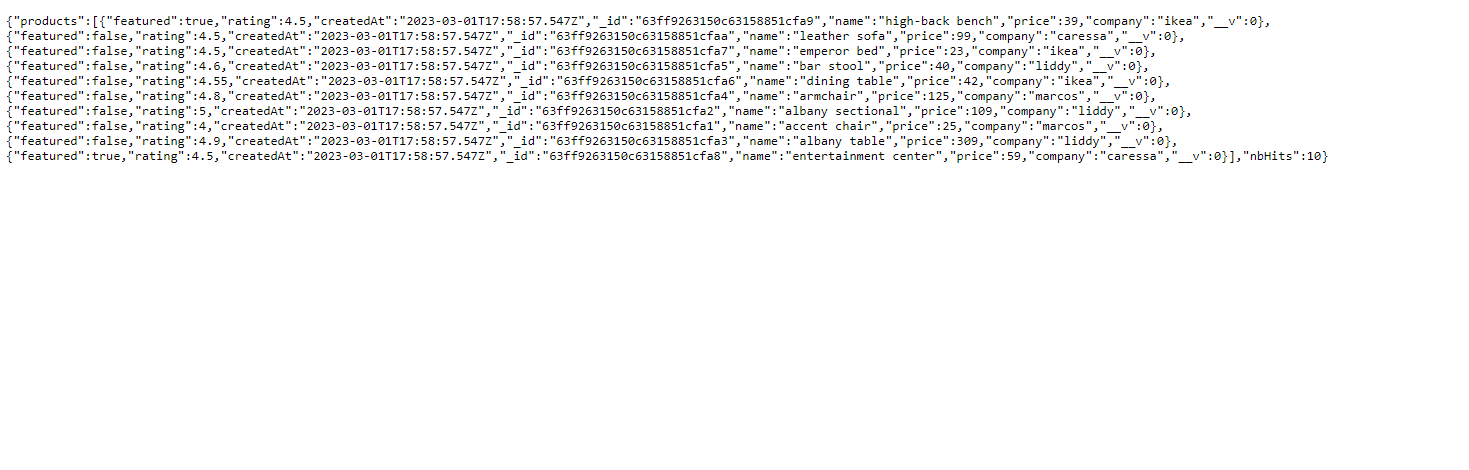 {"products":[{"featured":true,"rating":4.5,"createdAt":"2023-03-01T17:58:57.547Z","_id":"63ff9263150c63158851cfa9","name":"high-back bench","price":39,"company":"ikea","__v":0},
{"featured":false,"rating":4.5,"createdAt":"2023-03-01T17:58:57.547Z","_id":"63ff9263150c63158851cfaa","name":"leather sofa","price":99,"company":"caressa","__v":0},
{"featured":false,"rating":4.5,"createdAt":"2023-03-01T17:58:57.547Z","_id":"63ff9263150c63158851cfa7","name":"emperor bed","price":23,"company":"ikea","__v":0},
{"featured":false,"rating":4.6,"createdAt":"2023-03-01T17:58:57.547Z","_id":"63ff9263150c63158851cfa5","name":"bar stool","price":40,"company":"liddy","__v":0},
{"featured":false,"rating":4.55,"createdAt":"2023-03-01T17:58:57.547Z","_id":"63ff9263150c63158851cfa6","name":"dining table","price":42,"company":"ikea","__v":0},
{"featured":false,"rating":4.8,"createdAt":"2023-03-01T17:58:57.547Z","_id":"63ff9263150c63158851cfa4","name":"armchair","price":125,"company":"marcos","__v":0},
{"featured":false,"rating":5,"createdAt":"2023-03-01T17:58:57.547Z","_id":"63ff9263150c63158851cfa2","name":"albany sectional","price":109,"company":"liddy","__v":0},
{"featured":false,"rating":4,"createdAt":"2023-03-01T17:58:57.547Z","_id":"63ff9263150c63158851cfa1","name":"accent chair","price":25,"company":"marcos","__v":0},
{"featured":false,"rating":4.9,"createdAt":"2023-03-01T17:58:57.547Z","_id":"63ff9263150c63158851cfa3","name":"albany table","price":309,"company":"liddy","__v":0},
{"featured":true,"rating":4.5,"createdAt":"2023-03-01T17:58:57.547Z","_id":"63ff9263150c63158851cfa8","name":"entertainment center","price":59,"company":"caressa","__v":0}],"nbHits":10}